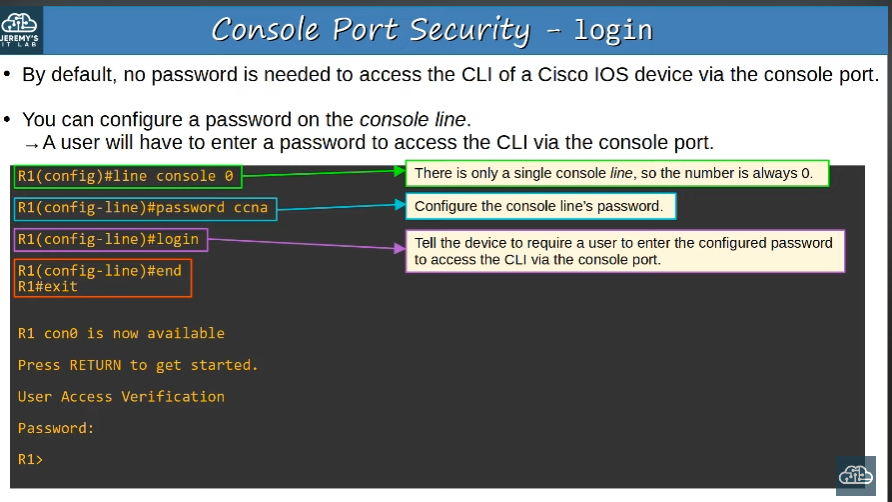 JEREMY'S
IT LAB
Console Port Security – login
• By default, no password is needed to access the CLI of a Cisco IOS device via the console port.
• You can configure a password on the console line.
→A user will have to enter a password to access the CLI via the console port.
R1(config)#line console 0
There is only a single console line, so the number is always 0.
R1(config-line)#password ccna
Configure the console line's password.
R1(config-line)#login
Tell the device to require a user to enter the configured password
to access the CLI via the console port.
R1(config-line)#end
R1#exit
R1 con0 is now available
Press RETURN to get started.
User Access Verification
Password:
R1>